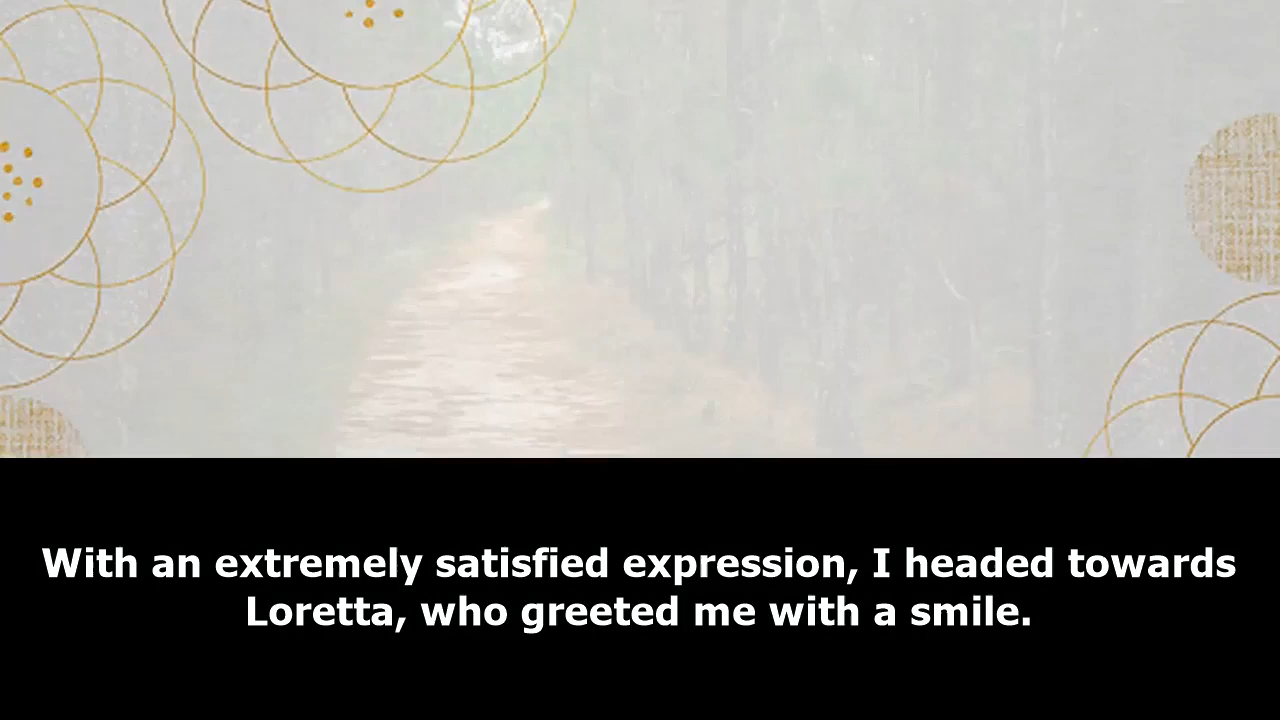 With an extremely satisfied expression, I headed towards
Loretta, who greeted me with a smile.